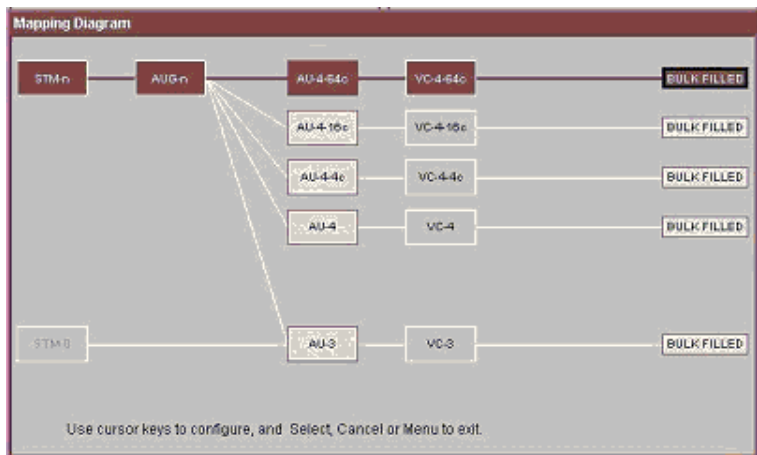 Mapping Diagram
STM-n AUG-n AU-4-64c VC-4-64c BULK FILLED
AU-4-16c VC-4-16c BULK FILLED
AU-4-4c VC-4-4c BULK FILLED
AU-4 VC-4 BULK FILLED
STM-0 AU-3 VC-3 BULK FILLED
Use cursor keys to configure, and Select, Cancel or Menu to exit.